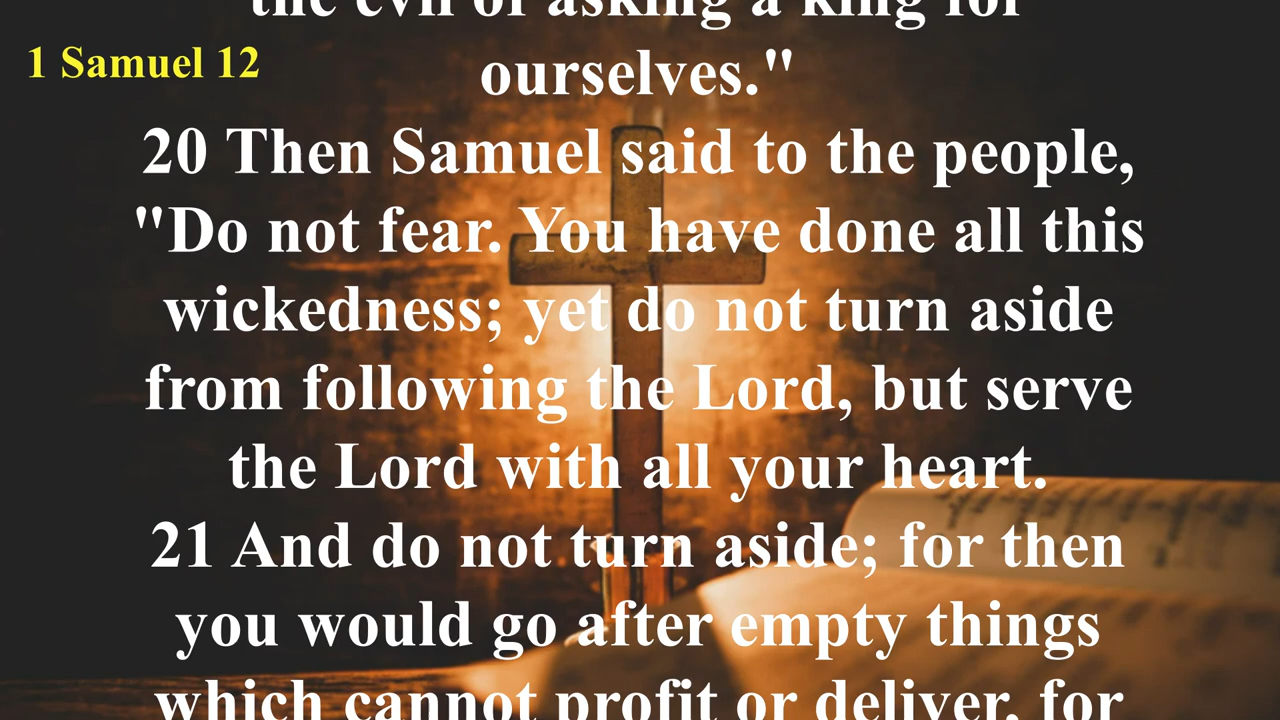 the evil of asking a king for
1 Samuel 12
ourselves."
20 Then Samuel said to the people,
"Do not fear. You have done all this
wickedness; yet do not turn aside
from following the Lord, but serve
the Lord with all your heart.
21 And do not turn aside; for then
you would go after empty things
which cannot profit or deliver, for